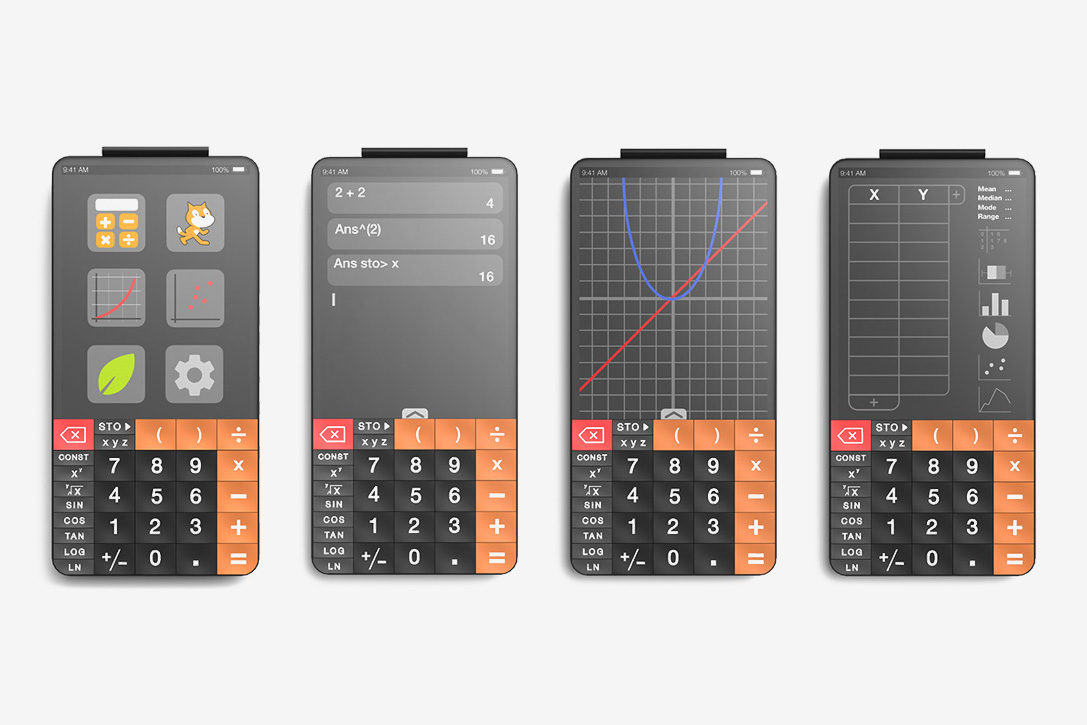 9:41 AM 100%
STO
( ) ÷
x y z
CONST
7 8 9 x
xʸ
ʸ√x
4 5 6 −
SIN
COS
1 2 3 +
TAN
LOG
+/− 0 . =
LN
9:41 AM 100%
2 + 2
4
Ans^(2)
16
Ans sto> x
16
STO
( ) ÷
x y z
CONST
7 8 9 x
xʸ
ʸ√x
4 5 6 −
SIN
COS
1 2 3 +
TAN
LOG
+/− 0 . =
LN
9:41 AM 100%
STO
( ) ÷
x y z
CONST
7 8 9 x
xʸ
ʸ√x
4 5 6 −
SIN
COS
1 2 3 +
TAN
LOG
+/− 0 . =
LN
9:41 AM 100%
X Y +
Mean ...
Median ...
Mode ...
Range ...
+
STO
( ) ÷
x y z
CONST
7 8 9 x
xʸ
ʸ√x
4 5 6 −
SIN
COS
1 2 3 +
TAN
LOG
+/− 0 . =
LN